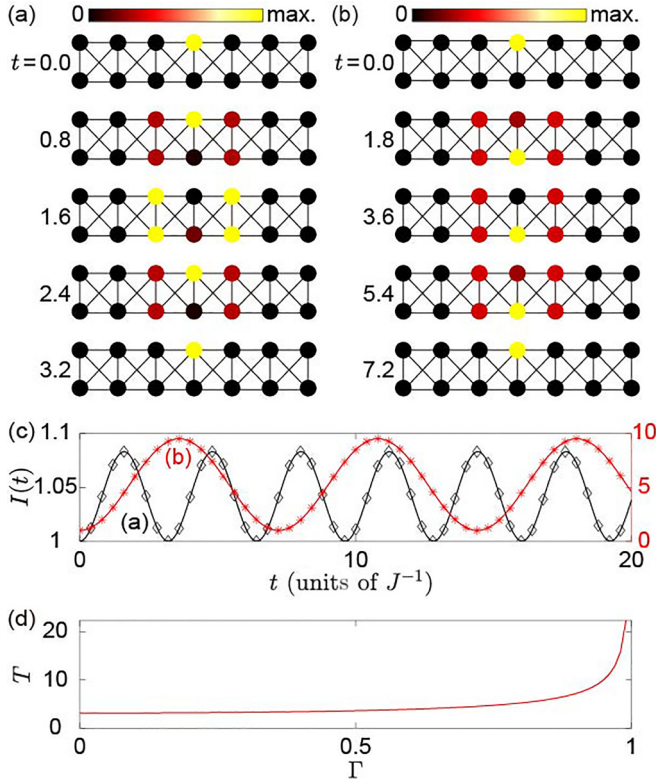 (a) 0 max. (b) 0 max.
t=0.0 t=0.0
0.8 1.8
1.6 3.6
2.4 5.4
3.2 7.2
(c) 1.1 10
(b)
I(t) 1.05 5
(a)
1 0
0 10 20
t (units of J⁻¹)
(d)
20
T 10
0
0 0.5 1
Γ